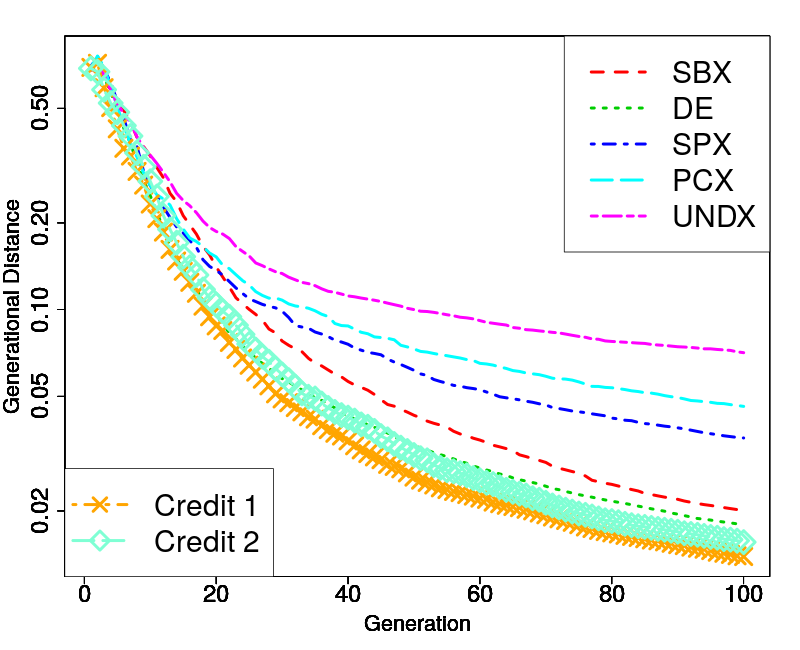 SBX
DE
SPX
PCX
UNDX
0.50
0.20
0.10
0.05
0.02
Generational Distance
Credit 1
Credit 2
0 20 40 60 80 100
Generation